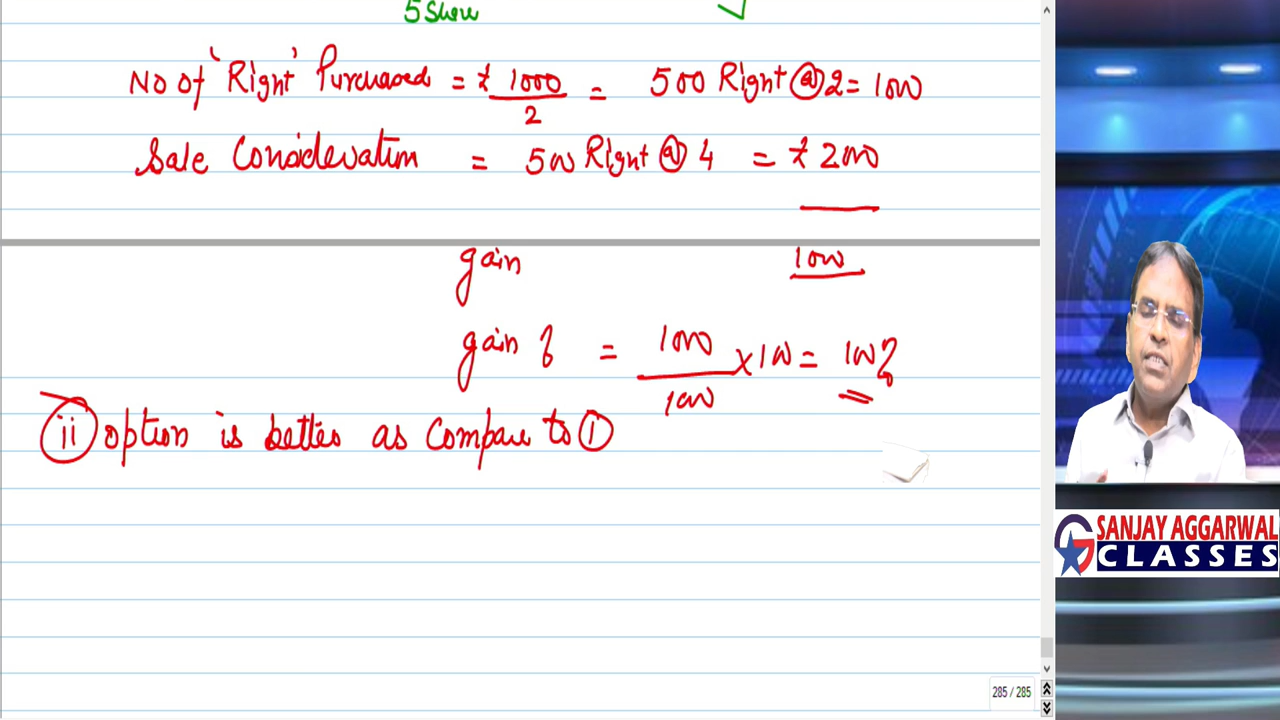 5 Share
No of 'Right' Purchased = ₹ 1000 / 2 = 500 Right @ 2 = 1000
Sale Consideration = 500 Right @ 4 = ₹ 2000
gain 1000
gain % = 1000 / 1000 × 100 = 100%
(ii) option is better as compare to (i)
SANJAY AGGARWAL
CLASSES
285 / 285